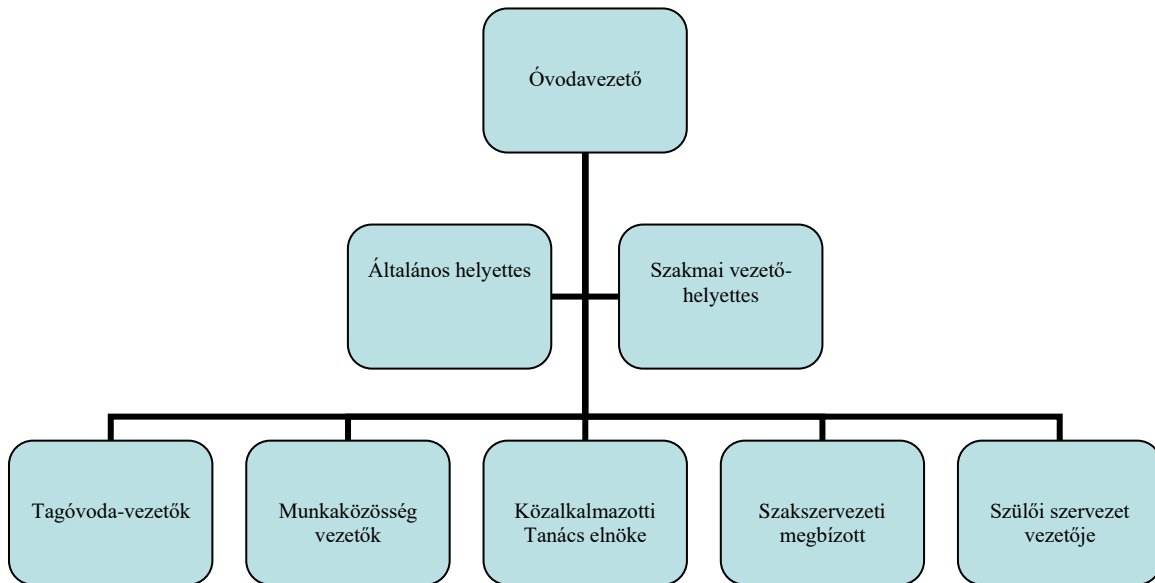 Óvodavezető
Általános helyettes
Szakmai vezető-
helyettes
Tagóvoda-vezetők
Munkaközösség
vezetők
Közalkalmazotti
Tanács elnöke
Szakszervezeti
megbízott
Szülői szervezet
vezetője